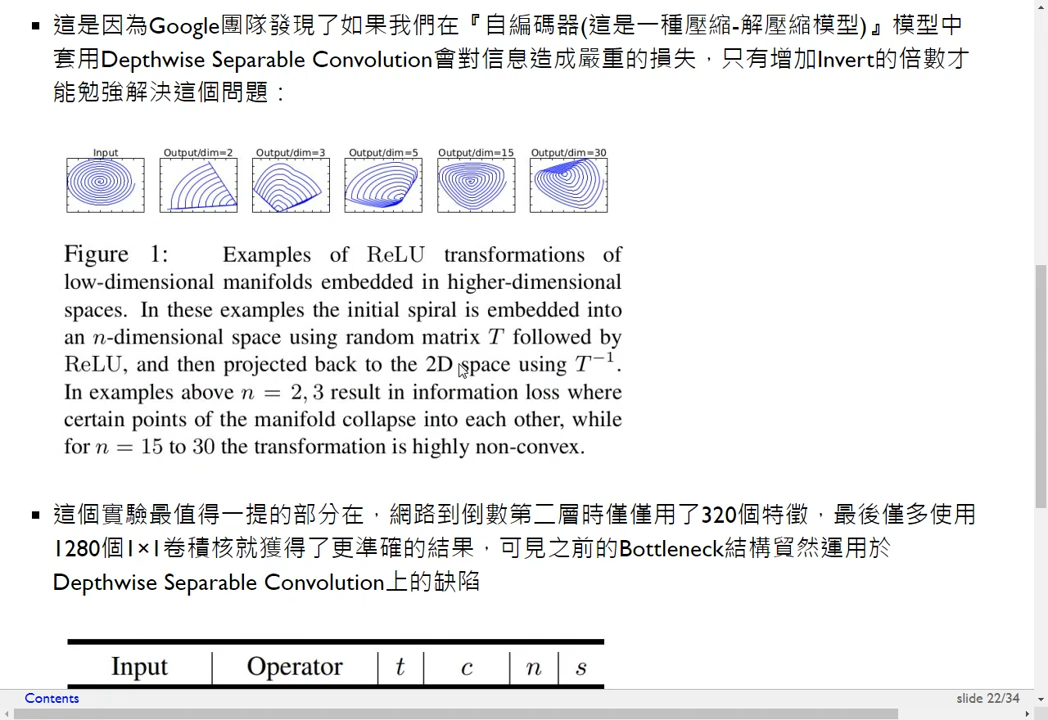 ▪ 這是因為Google團隊發現了如果我們在『自編碼器(這是一種壓縮-解壓縮模型)』模型中
套用Depthwise Separable Convolution會對信息造成嚴重的損失，只有增加Invert的倍數才
能勉強解決這個問題：
Input Output/dim=2 Output/dim=3 Output/dim=5 Output/dim=15 Output/dim=30
Figure 1: Examples of ReLU transformations of
low-dimensional manifolds embedded in higher-dimensional
spaces. In these examples the initial spiral is embedded into
an n-dimensional space using random matrix T followed by
ReLU, and then projected back to the 2D space using T⁻¹.
In examples above n = 2, 3 result in information loss where
certain points of the manifold collapse into each other, while
for n = 15 to 30 the transformation is highly non-convex.
▪ 這個實驗最值得一提的部分在，網路到倒數第二層時僅僅用了320個特徵，最後僅多使用
1280個1×1卷積核就獲得了更準確的結果，可見之前的Bottleneck結構貿然運用於
Depthwise Separable Convolution上的缺陷
Input Operator t c n s
Contents slide 22/34